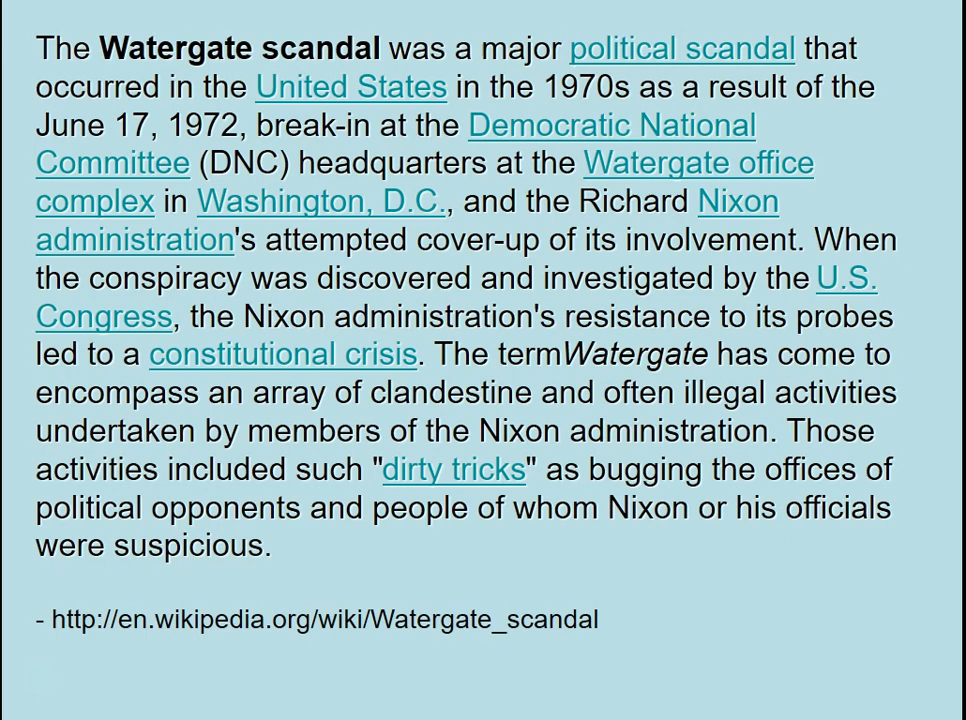 The Watergate scandal was a major political scandal that
occurred in the United States in the 1970s as a result of the
June 17, 1972, break-in at the Democratic National
Committee (DNC) headquarters at the Watergate office
complex in Washington, D.C., and the Richard Nixon
administration's attempted cover-up of its involvement. When
the conspiracy was discovered and investigated by the U.S.
Congress, the Nixon administration's resistance to its probes
led to a constitutional crisis. The termWatergate has come to
encompass an array of clandestine and often illegal activities
undertaken by members of the Nixon administration. Those
activities included such "dirty tricks" as bugging the offices of
political opponents and people of whom Nixon or his officials
were suspicious.
- http://en.wikipedia.org/wiki/Watergate_scandal